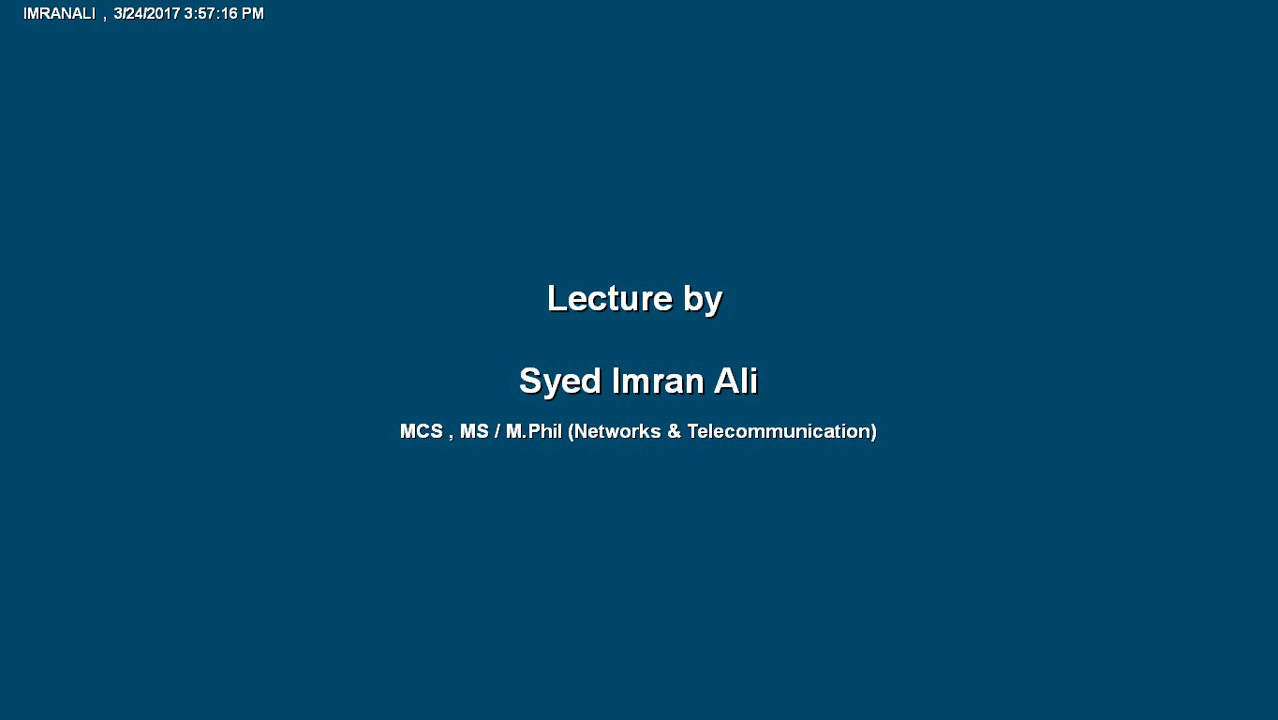 IMRANALI , 3/24/2017 3:57:16 PM
Lecture by
Syed Imran Ali
MCS , MS / M.Phil (Networks & Telecommunication)